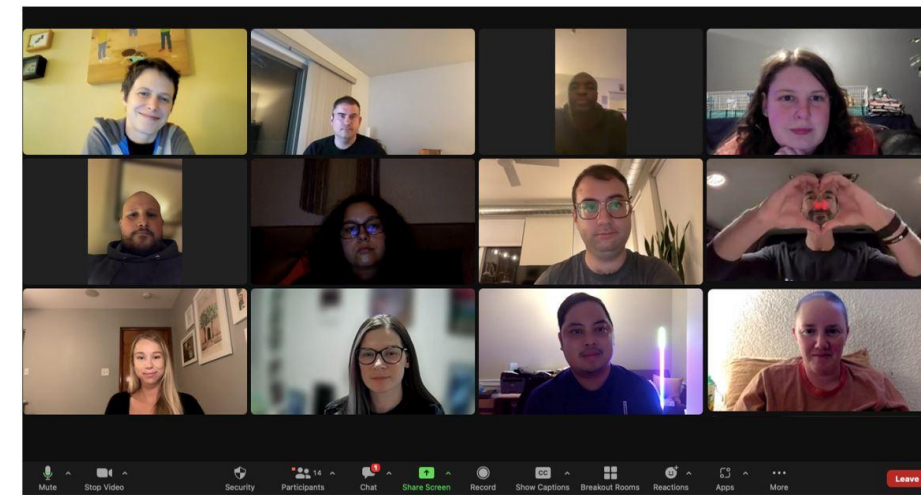 14
1
CC
Mute
Stop Video
Security
Participants
Chat
Share Screen
Record
Show Captions
Breakout Rooms
Reactions
Apps
More
Leave